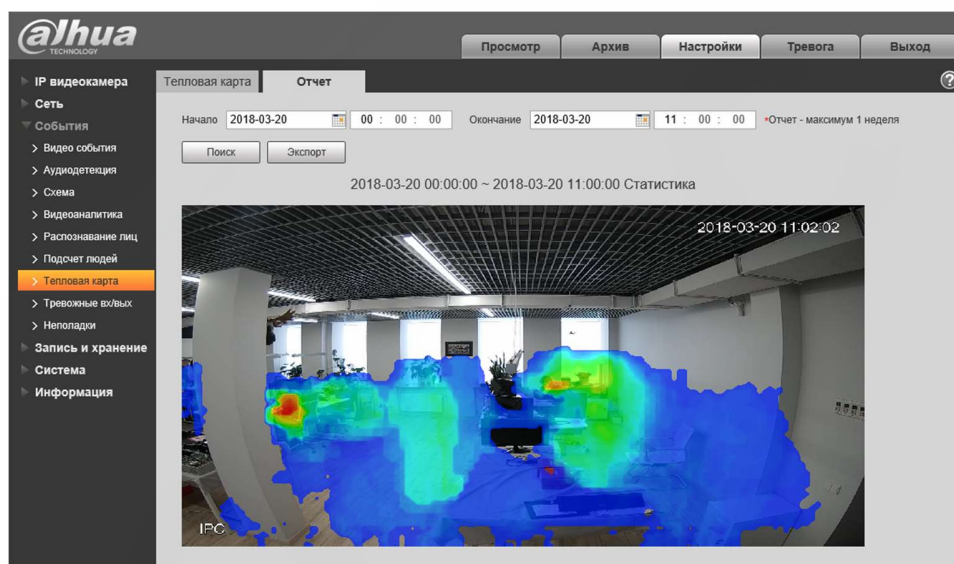 alhua
TECHNOLOGY
Просмотр Архив Настройки Тревога Выход
IP видеокамера
Сеть
События
Видео события
Аудиодетекция
Схема
Видеоаналитика
Распознавание лиц
Подсчет людей
Тепловая карта
Тревожные вх/вых
Неполадки
Запись и хранение
Система
Информация
Тепловая карта Отчет
?
Начало 2018-03-20 00 : 00 : 00 Окончание 2018-03-20 11 : 00 : 00 *Отчет - максимум 1 неделя
Поиск Экспорт
2018-03-20 00:00:00 ~ 2018-03-20 11:00:00 Статистика
2018-03-20 11:02:02
IPC